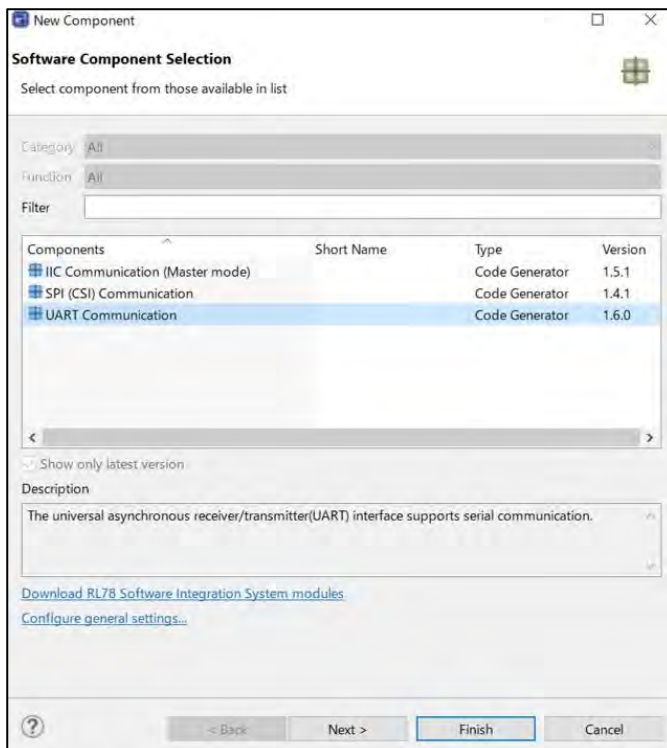 New Component
Software Component Selection
Select component from those available in list
Category All
Function All
Filter
Components Short Name Type Version
IIC Communication (Master mode) Code Generator 1.5.1
SPI (CSI) Communication Code Generator 1.4.1
UART Communication Code Generator 1.6.0
Show only latest version
Description
The universal asynchronous receiver/transmitter(UART) interface supports serial communication.
Download RL78 Software Integration System modules
Configure general settings...
? < Back Next > Finish Cancel